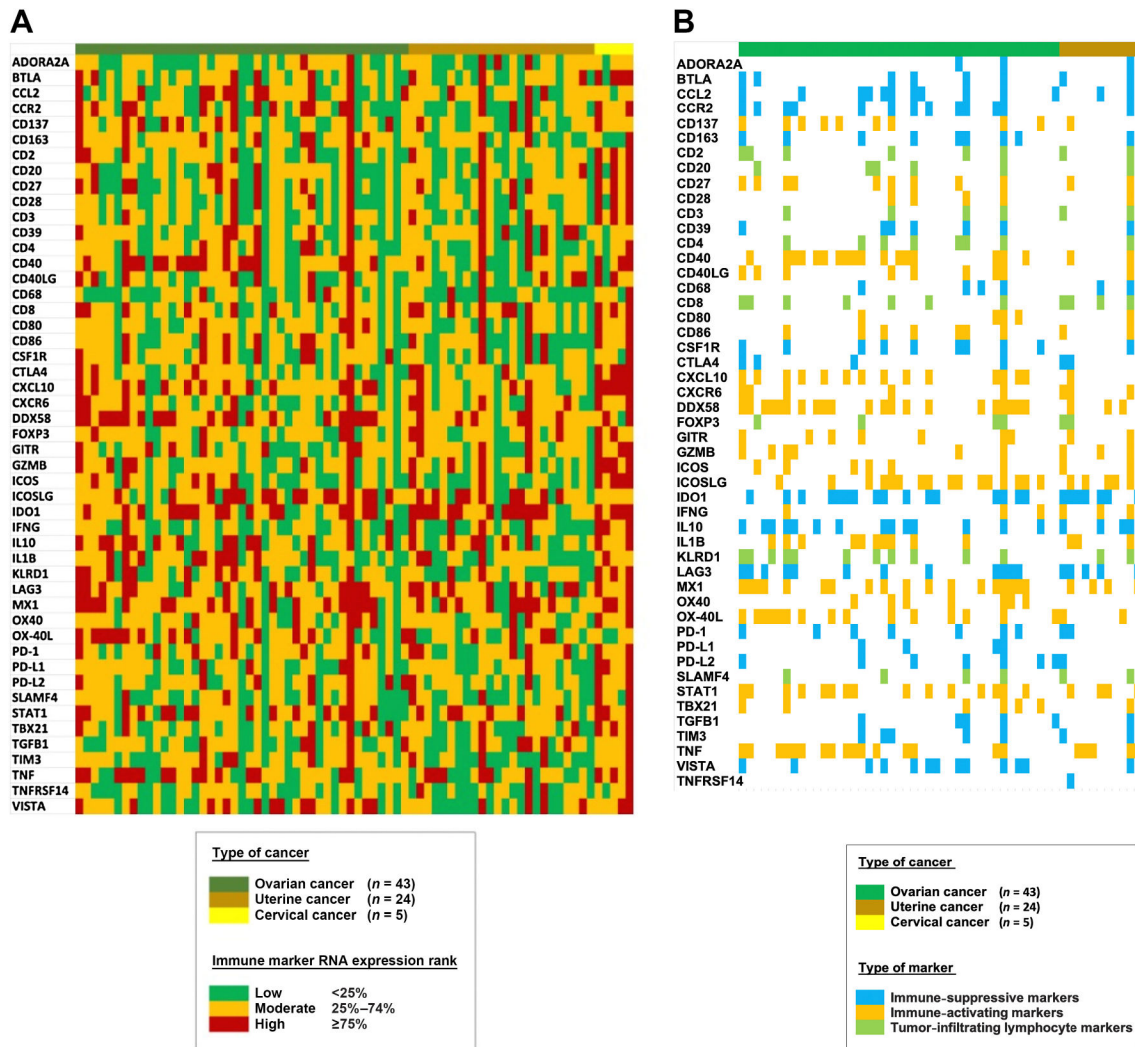 A
ADORA2A
BTLA
CCL2
CCR2
CD137
CD163
CD2
CD20
CD27
CD28
CD3
CD39
CD4
CD40
CD40LG
CD68
CD8
CD80
CD86
CSF1R
CTLA4
CXCL10
CXCR6
DDX58
FOXP3
GITR
GZMB
ICOS
ICOSLG
IDO1
IFNG
IL10
IL1B
KLRD1
LAG3
MX1
OX40
OX-40L
PD-1
PD-L1
PD-L2
SLAMF4
STAT1
TBX21
TGFB1
TIM3
TNF
TNFRSF14
VISTA
Type of cancer
Ovarian cancer (n = 43)
Uterine cancer (n = 24)
Cervical cancer (n = 5)
Immune marker RNA expression rank
Low <25%
Moderate 25%–74%
High ≥75%
B
ADORA2A
BTLA
CCL2
CCR2
CD137
CD163
CD2
CD20
CD27
CD28
CD3
CD39
CD4
CD40
CD40LG
CD68
CD8
CD80
CD86
CSF1R
CTLA4
CXCL10
CXCR6
DDX58
FOXP3
GITR
GZMB
ICOS
ICOSLG
IDO1
IFNG
IL10
IL1B
KLRD1
LAG3
MX1
OX40
OX-40L
PD-1
PD-L1
PD-L2
SLAMF4
STAT1
TBX21
TGFB1
TIM3
TNF
VISTA
TNFRSF14
Type of cancer
Ovarian cancer (n = 43)
Uterine cancer (n = 24)
Cervical cancer (n = 5)
Type of marker
Immune-suppressive markers
Immune-activating markers
Tumor-infiltrating lymphocyte markers